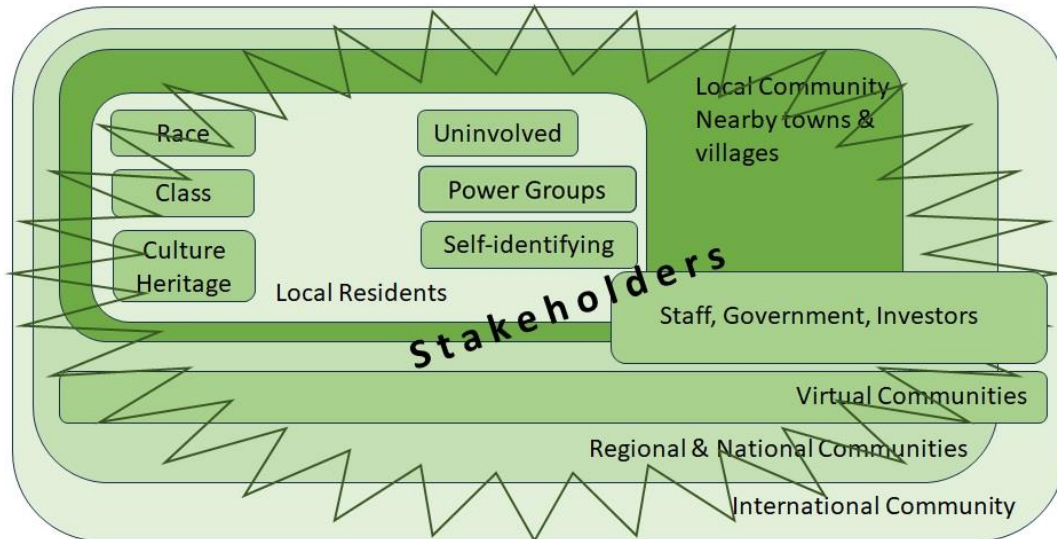 Local Community
Nearby towns &
villages
Race
Uninvolved
Class
Power Groups
Culture
Heritage
Self-identifying
Local Residents
Stakeholders
Staff, Government, Investors
Virtual Communities
Regional & National Communities
International Community